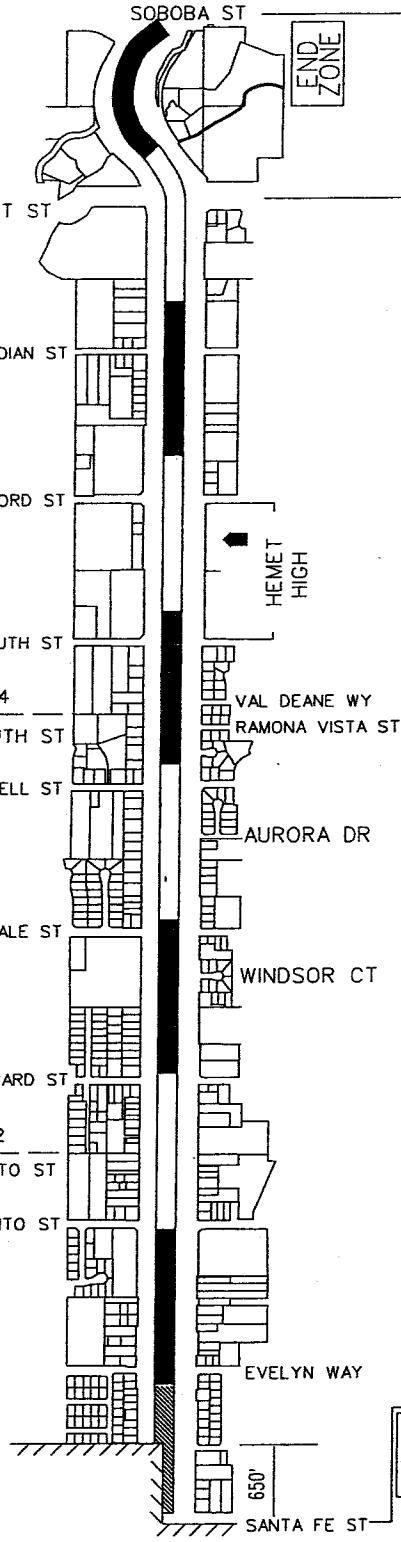 SOBOBA ST
END
ZONE
T ST
DIAN ST
ORD ST
HEMET
HIGH
UTH ST
4
VAL DEANE WY
UTH ST
RAMONA VISTA ST
ELL ST
AURORA DR
ALE ST
WINDSOR CT
ARD ST
2
TO ST
TO ST
EVELYN WAY
650'
SANTA FE ST